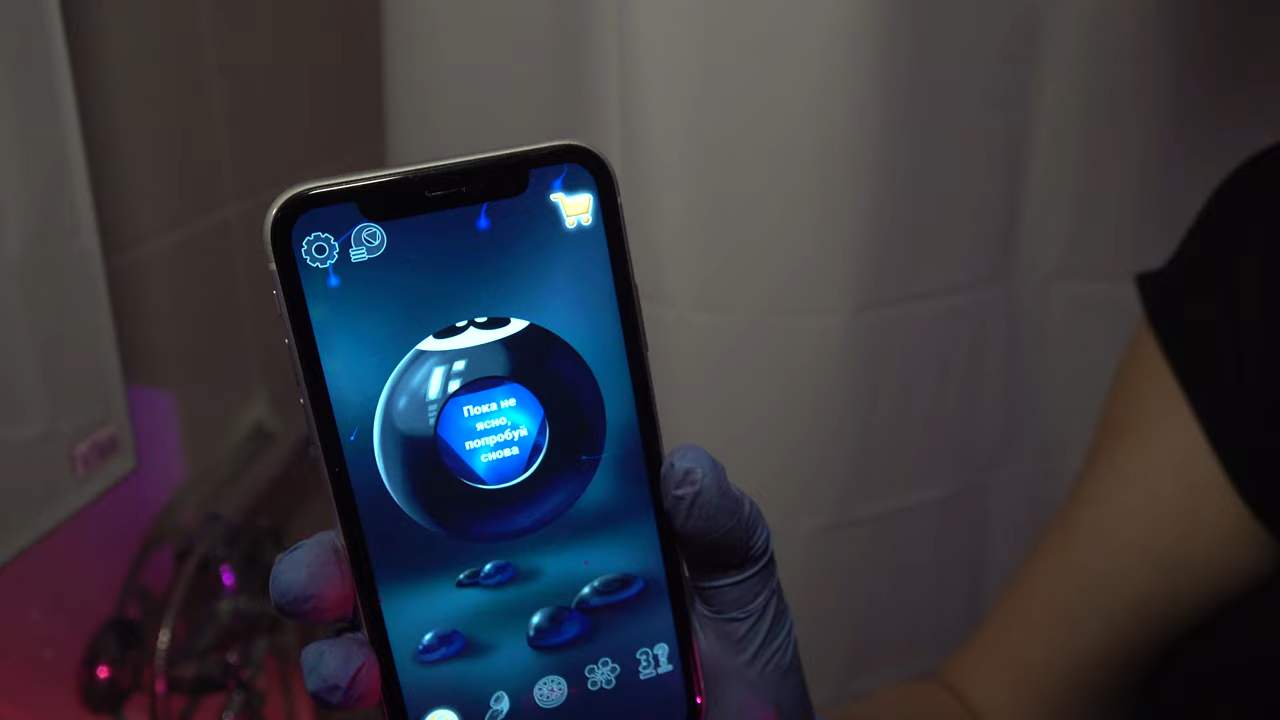 Пока не
ясно,
попробуй
снова